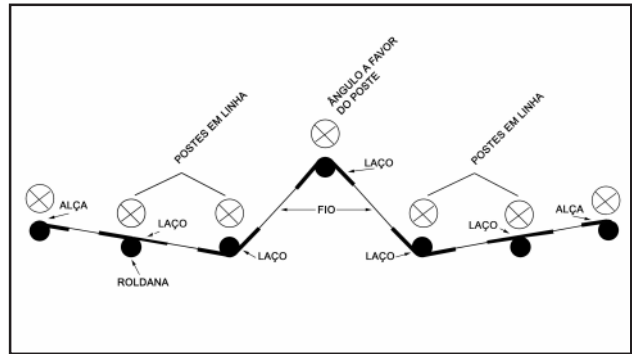 ÂNGULO A FAVOR
DO POSTE
POSTES EM LINHA
POSTES EM LINHA
LAÇO
ALÇA
LAÇO
FIO
LAÇO
ALÇA
LAÇO
LAÇO
ROLDANA